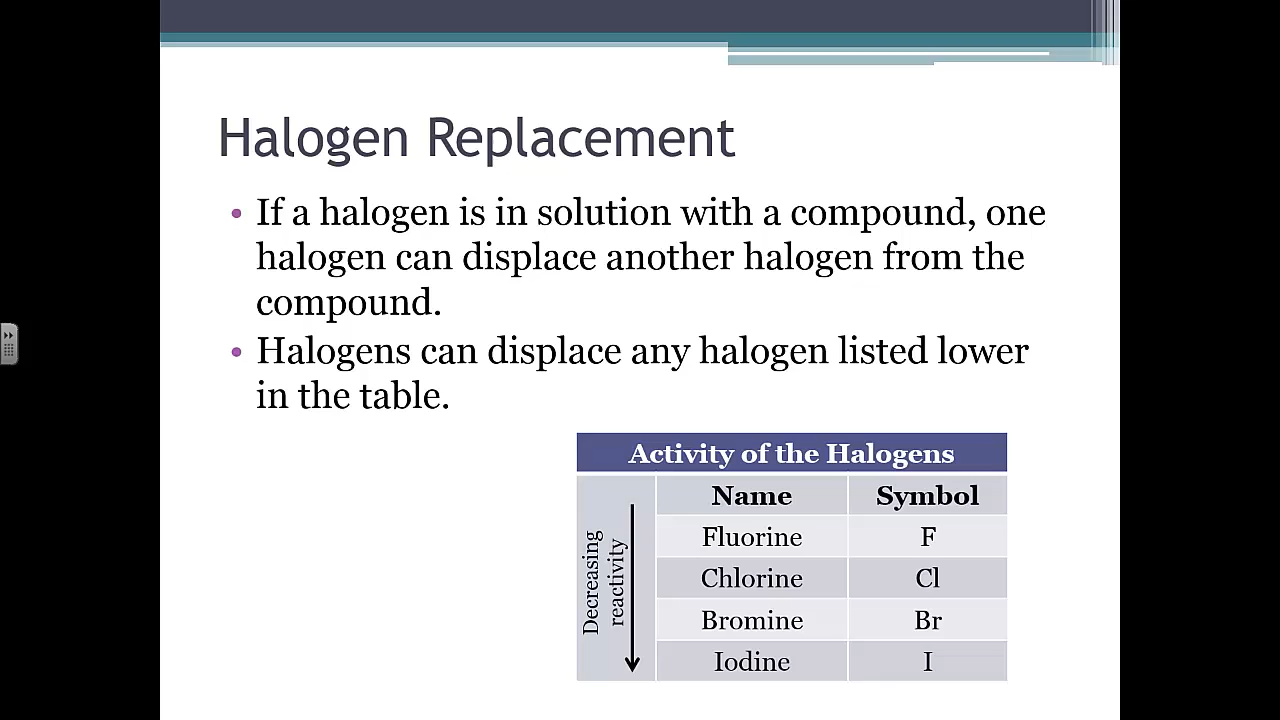 Halogen Replacement
• If a halogen is in solution with a compound, one
halogen can displace another halogen from the
compound.
• Halogens can displace any halogen listed lower
in the table.
Activity of the Halogens
Decreasing
reactivity
Name Symbol
Fluorine F
Chlorine Cl
Bromine Br
Iodine I